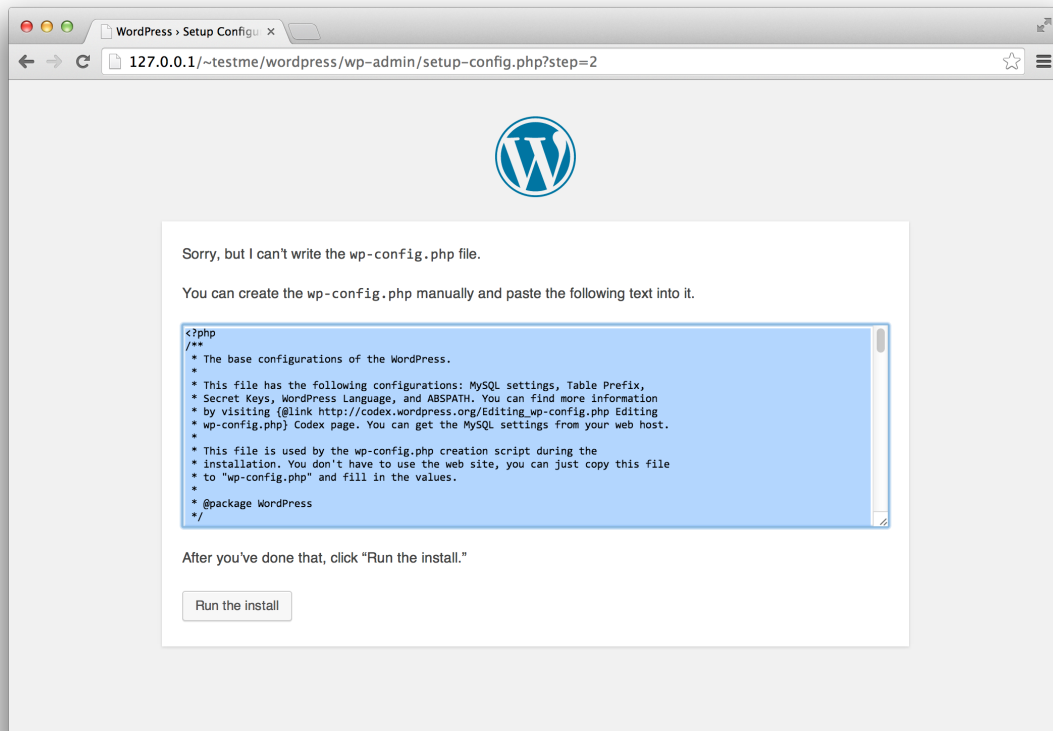 WordPress › Setup Configu
127.0.0.1/~testme/wordpress/wp-admin/setup-config.php?step=2
Sorry, but I can’t write the wp-config.php file.
You can create the wp-config.php manually and paste the following text into it.
<?php
/**
* The base configurations of the WordPress.
*
* This file has the following configurations: MySQL settings, Table Prefix,
* Secret Keys, WordPress Language, and ABSPATH. You can find more information
* by visiting {@link http://codex.wordpress.org/Editing_wp-config.php Editing
* wp-config.php} Codex page. You can get the MySQL settings from your web host.
*
* This file is used by the wp-config.php creation script during the
* installation. You don't have to use the web site, you can just copy this file
* to "wp-config.php" and fill in the values.
*
* @package WordPress
*/
After you’ve done that, click “Run the install.”
Run the install